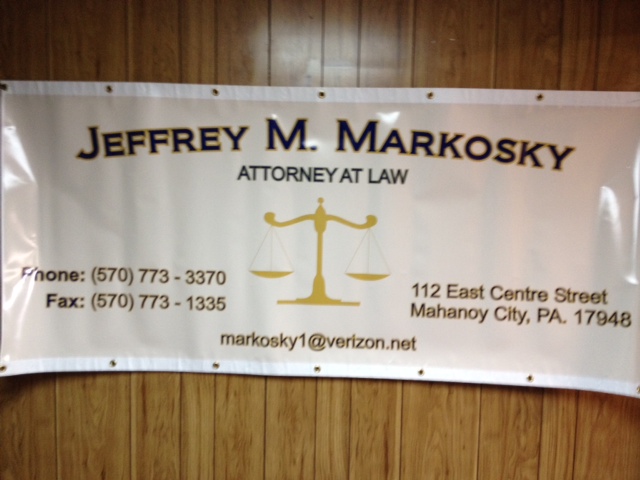 JEFFREY M. MARKOSKY
ATTORNEY AT LAW
Phone: (570) 773 - 3370
Fax: (570) 773 - 1335
112 East Centre Street
Mahanoy City, PA. 17948
markosky1@verizon.net